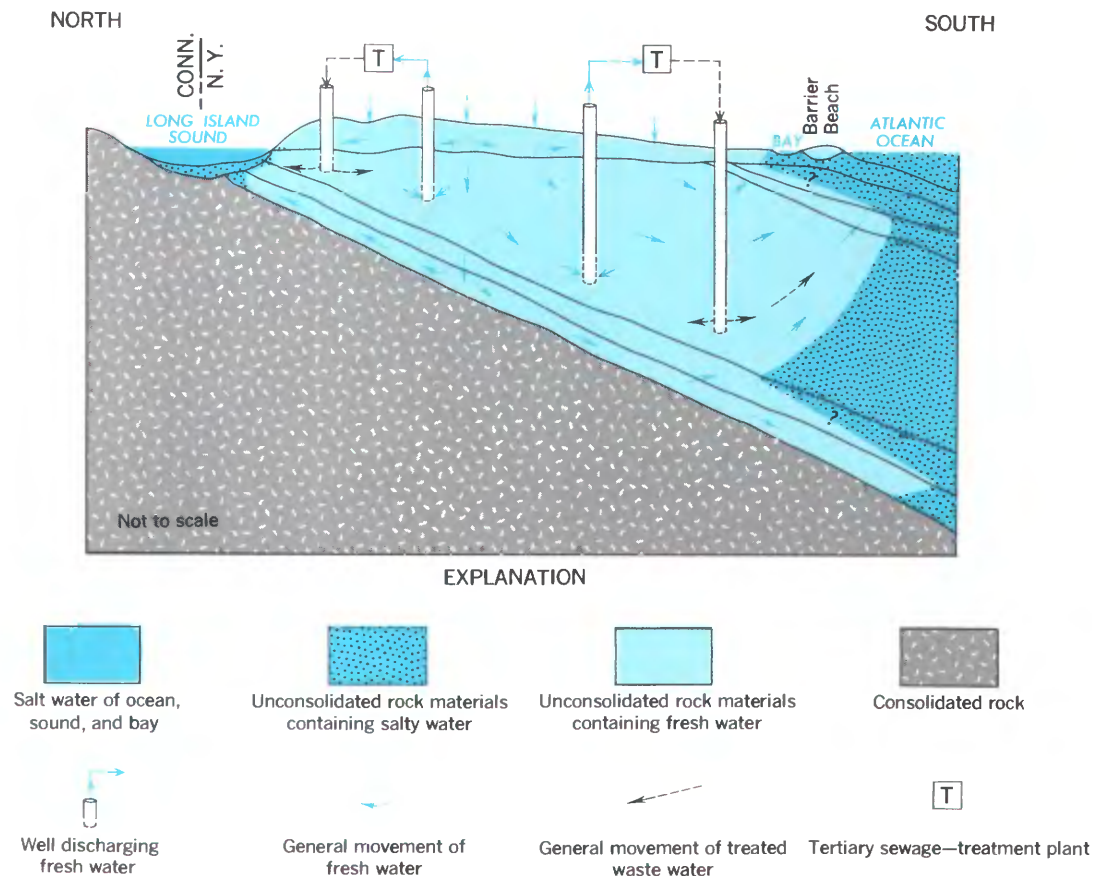 NORTH
SOUTH
CONN.
N. Y.
T
T
LONG ISLAND
SOUND
BAY
Barrier
Beach
ATLANTIC
OCEAN
?
?
Not to scale
EXPLANATION
Salt water of ocean,
sound, and bay
Unconsolidated rock materials
containing salty water
Unconsolidated rock materials
containing fresh water
Consolidated rock
T
Well discharging
fresh water
General movement of
fresh water
General movement of treated
waste water
Tertiary sewage—treatment plant